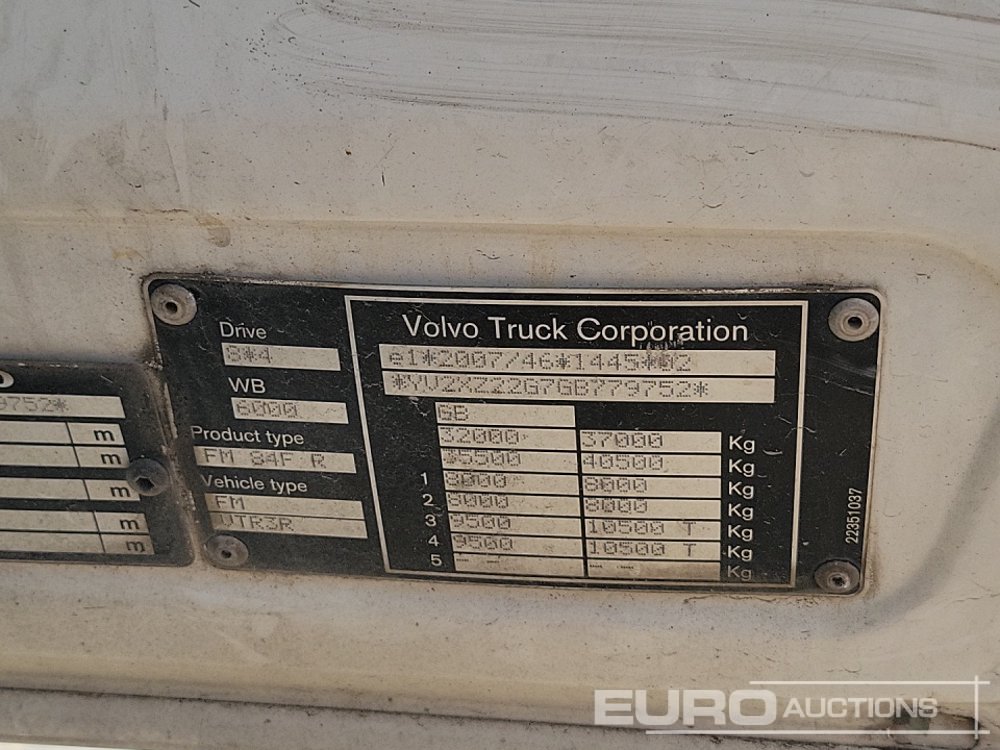 9752*
m
m
m
m
m
Drive
8*4
WB
6000
Product type
FM 84F R
Vehicle type
FM
VTR3R
Volvo Truck Corporation
e1*2007/46*1445*02
*YV2XZ22G7GB779752*
GB
32000 37000 Kg
35500 40500 Kg
1 8000 8000 Kg
2 8000 8000 Kg
3 9500 10500 T Kg
4 9500 10500 T Kg
5 Kg
22351037
EURO AUCTIONS